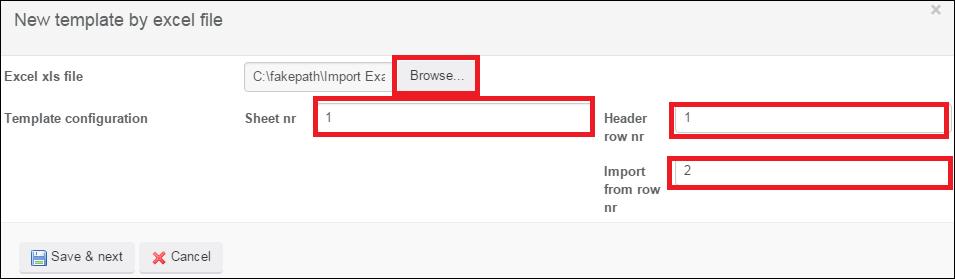 New template by excel file
Excel xls file C:\fakepath\Import Exa Browse...
Template configuration Sheet nr 1 Header row nr 1
Import from row nr 2
Save & next Cancel